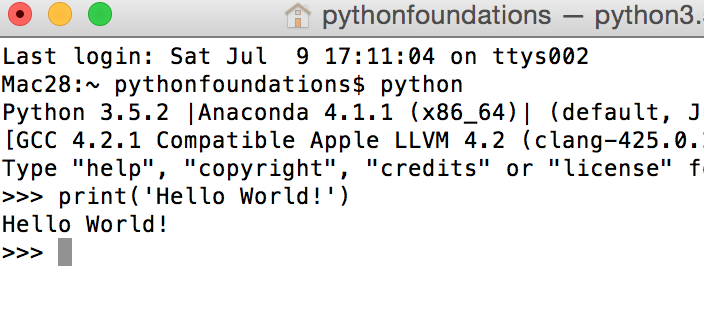 pythonfoundations — python3.
Last login: Sat Jul  9 17:11:04 on ttys002
Mac28:~ pythonfoundations$ python
Python 3.5.2 |Anaconda 4.1.1 (x86_64)| (default, J
[GCC 4.2.1 Compatible Apple LLVM 4.2 (clang-425.0.
Type "help", "copyright", "credits" or "license" f
>>> print('Hello World!')
Hello World!
>>>